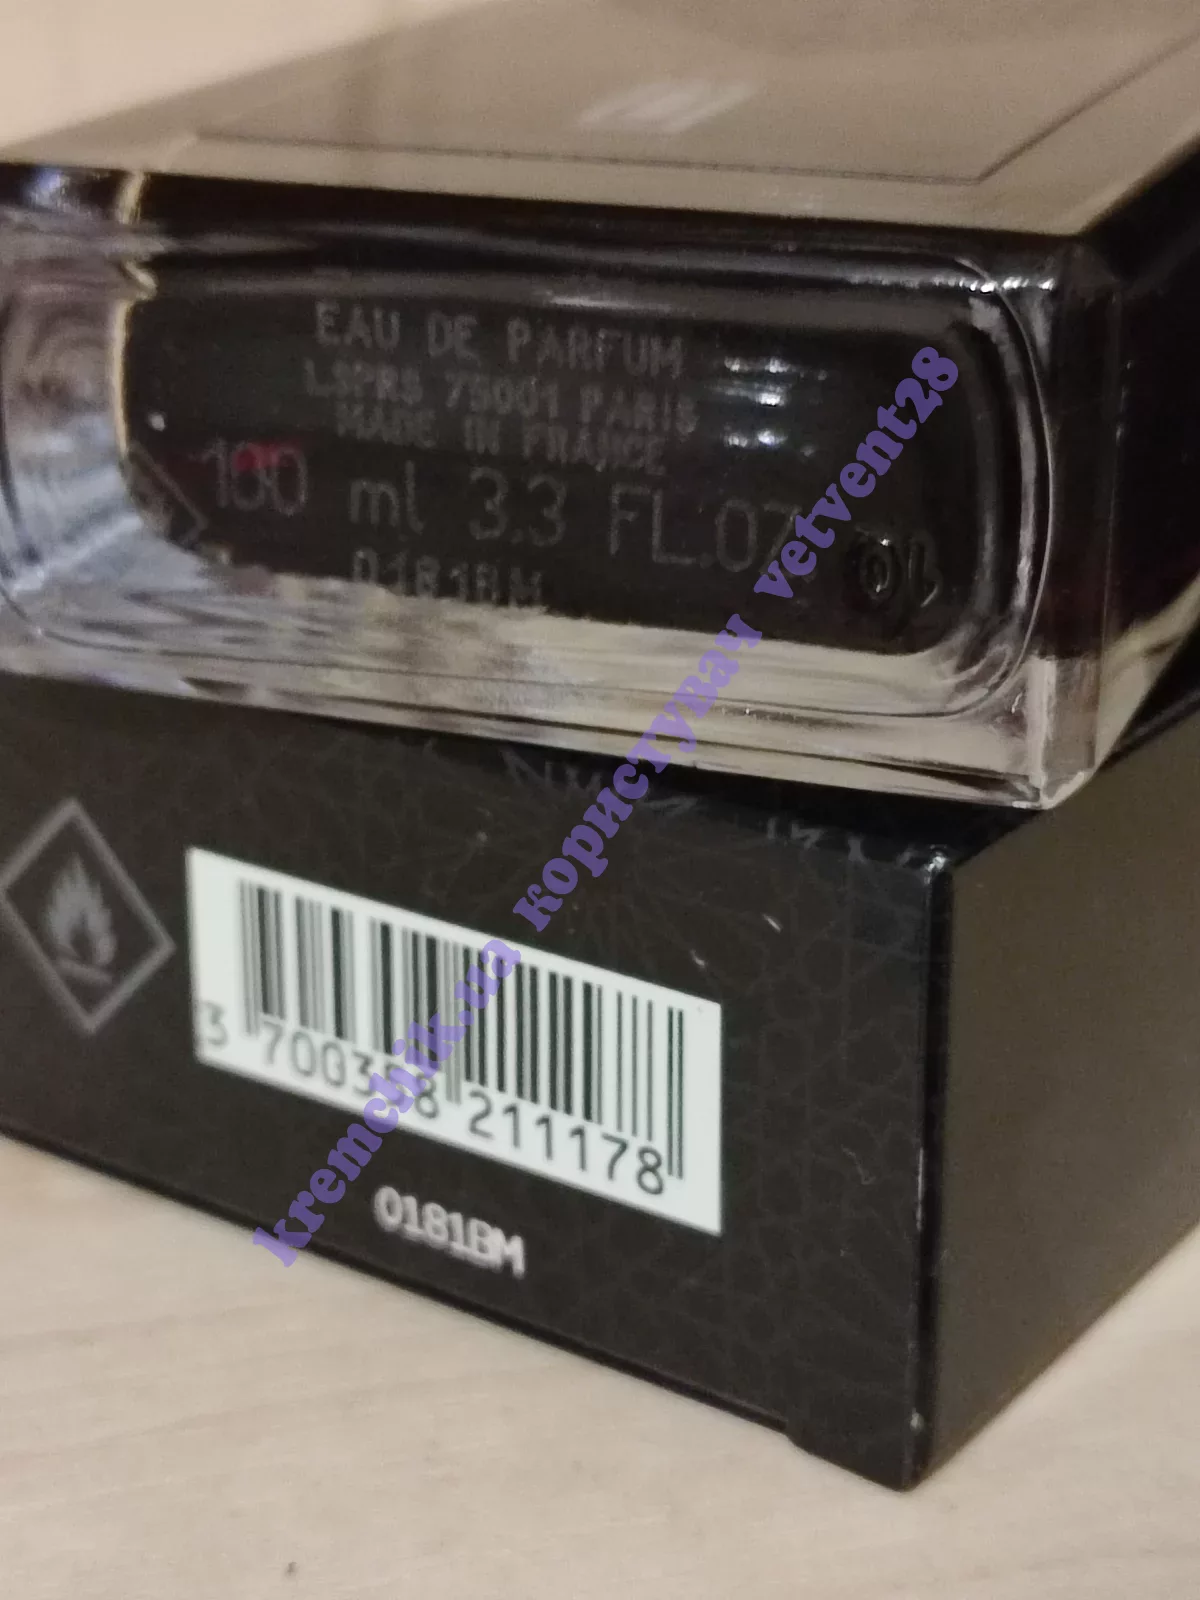 EAU DE PARFUM
LSPRS 75001 PARIS
MADE IN FRANCE
100 ml 3.3 FL.OZ.
0181BM
3 700358 211178
0181BM
kremchik.ua користувач vetvent28